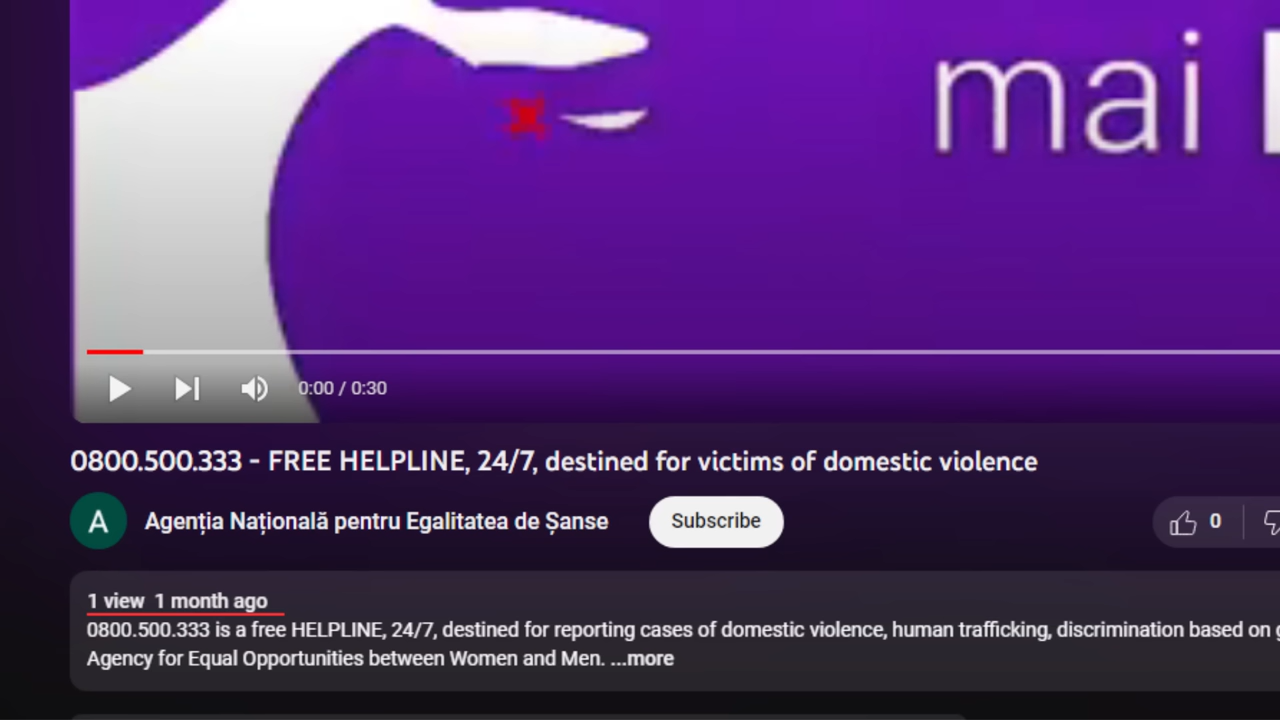 mai
0:00 / 0:30
0800.500.333 - FREE HELPLINE, 24/7, destined for victims of domestic violence
A
Agenția Națională pentru Egalitatea de Șanse
Subscribe
0
1 view 1 month ago
0800.500.333 is a free HELPLINE, 24/7, destined for reporting cases of domestic violence, human trafficking, discrimination based on
Agency for Equal Opportunities between Women and Men. ...more